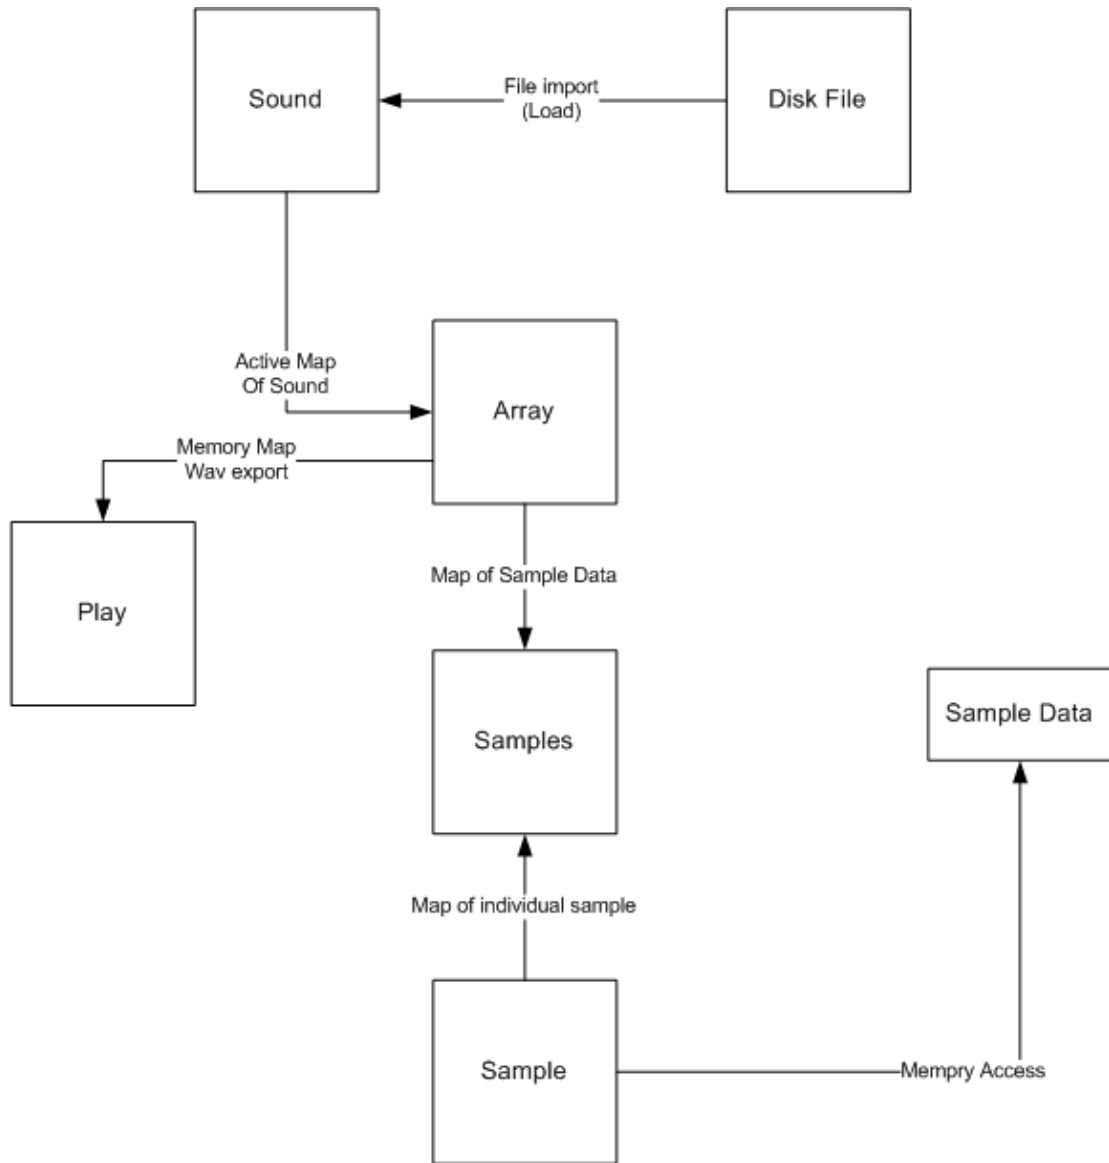 Sound
File import
(Load)
Disk File
Active Map
Of Sound
Array
Memory Map
Wav export
Map of Sample Data
Play
Samples
Sample Data
Map of individual sample
Sample
Mempry Access